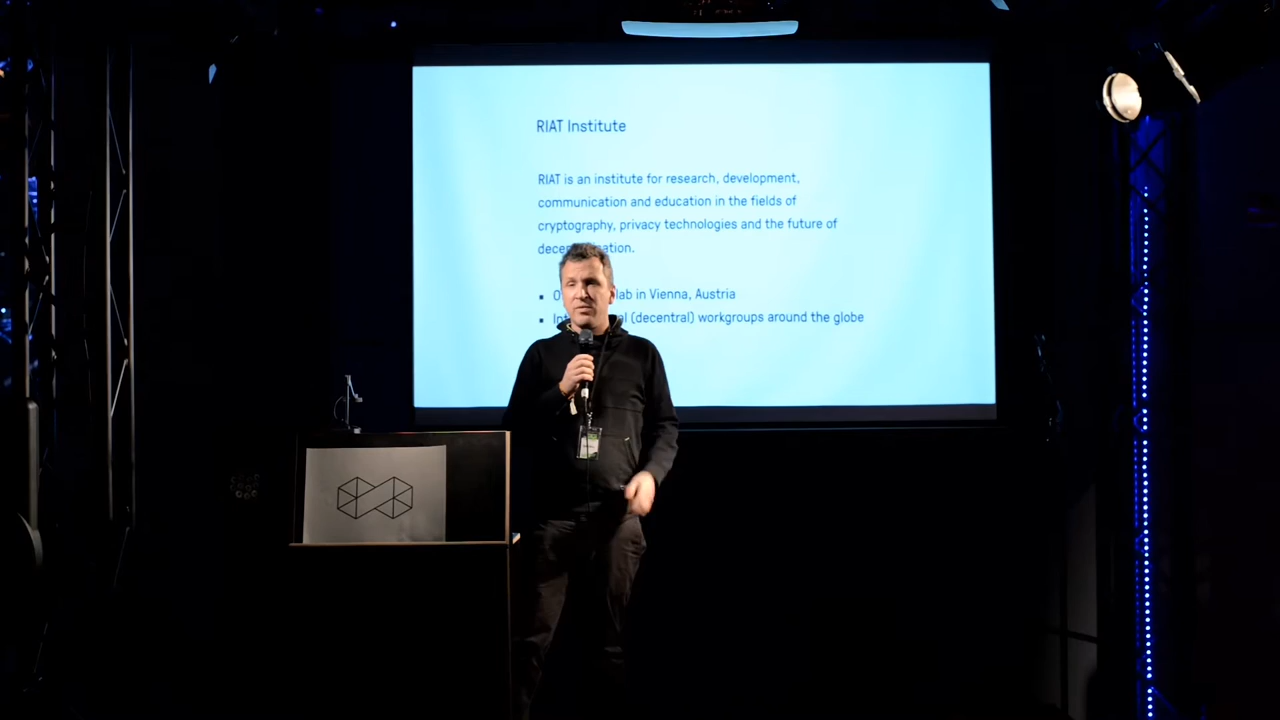 RIAT Institute
RIAT is an institute for research, development,
communication and education in the fields of
cryptography, privacy technologies and the future of
lab in Vienna, Austria
(decentral) workgroups around the globe